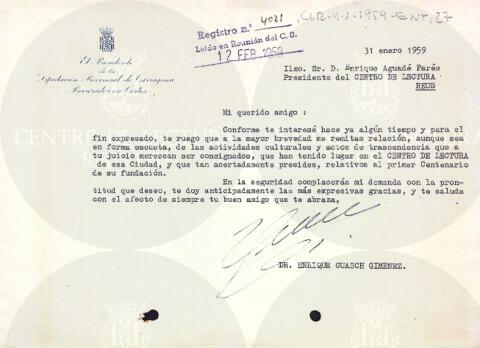 Registro n.º 4021
Leído en Reunión del C. D.
12 FEB 1959
CLR-4-1-1959-ENT, 27
El Presidente
de la
Diputación Provincial de Tarragona
Procurador en Cortes
31 enero 1959
Ilmo. Sr. D. Enrique Aguadé Parés
Presidente del CENTRO DE LECTURA
REUS
Mi querido amigo :
Conforme te interesé hace ya algún tiempo y para el
fin expresado, te ruego que a la mayor brevedad me remitas relación, aunque sea
en forma escueta, de las actividades culturales y actos de trascendencia que a
tu juicio merezcan ser consignados, que han tenido lugar en el CENTRO DE LECTURA
de esa Ciudad, y que tan acertadamente presides, relativos al primer Centenario
de su fundación.
En la seguridad complacerás mi demanda con la pron-
titud que deseo, te doy anticipadamente las más expresivas gracias, y te saluda
con el afecto de siempre tu buen amigo que te abraza,
DR. ENRIQUE GUASCH GIMENEZ.